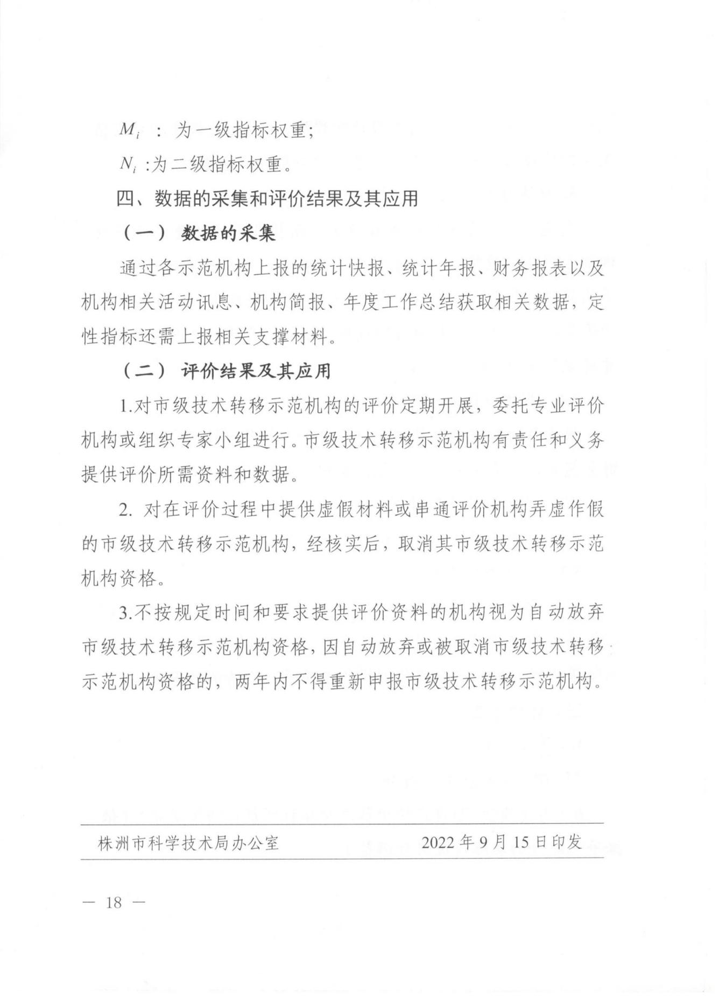 M_i ：为一级指标权重；
N_i :为二级指标权重。
四、数据的采集和评价结果及其应用
（一） 数据的采集
通过各示范机构上报的统计快报、统计年报、财务报表以及
机构相关活动讯息、机构简报、年度工作总结获取相关数据，定
性指标还需上报相关支撑材料。
（二） 评价结果及其应用
1.对市级技术转移示范机构的评价定期开展，委托专业评价
机构或组织专家小组进行。市级技术转移示范机构有责任和义务
提供评价所需资料和数据。
2. 对在评价过程中提供虚假材料或串通评价机构弄虚作假
的市级技术转移示范机构，经核实后，取消其市级技术转移示范
机构资格。
3.不按规定时间和要求提供评价资料的机构视为自动放弃
市级技术转移示范机构资格，因自动放弃或被取消市级技术转移
示范机构资格的，两年内不得重新申报市级技术转移示范机构。
株洲市科学技术局办公室 2022年9月15日印发
— 18 —